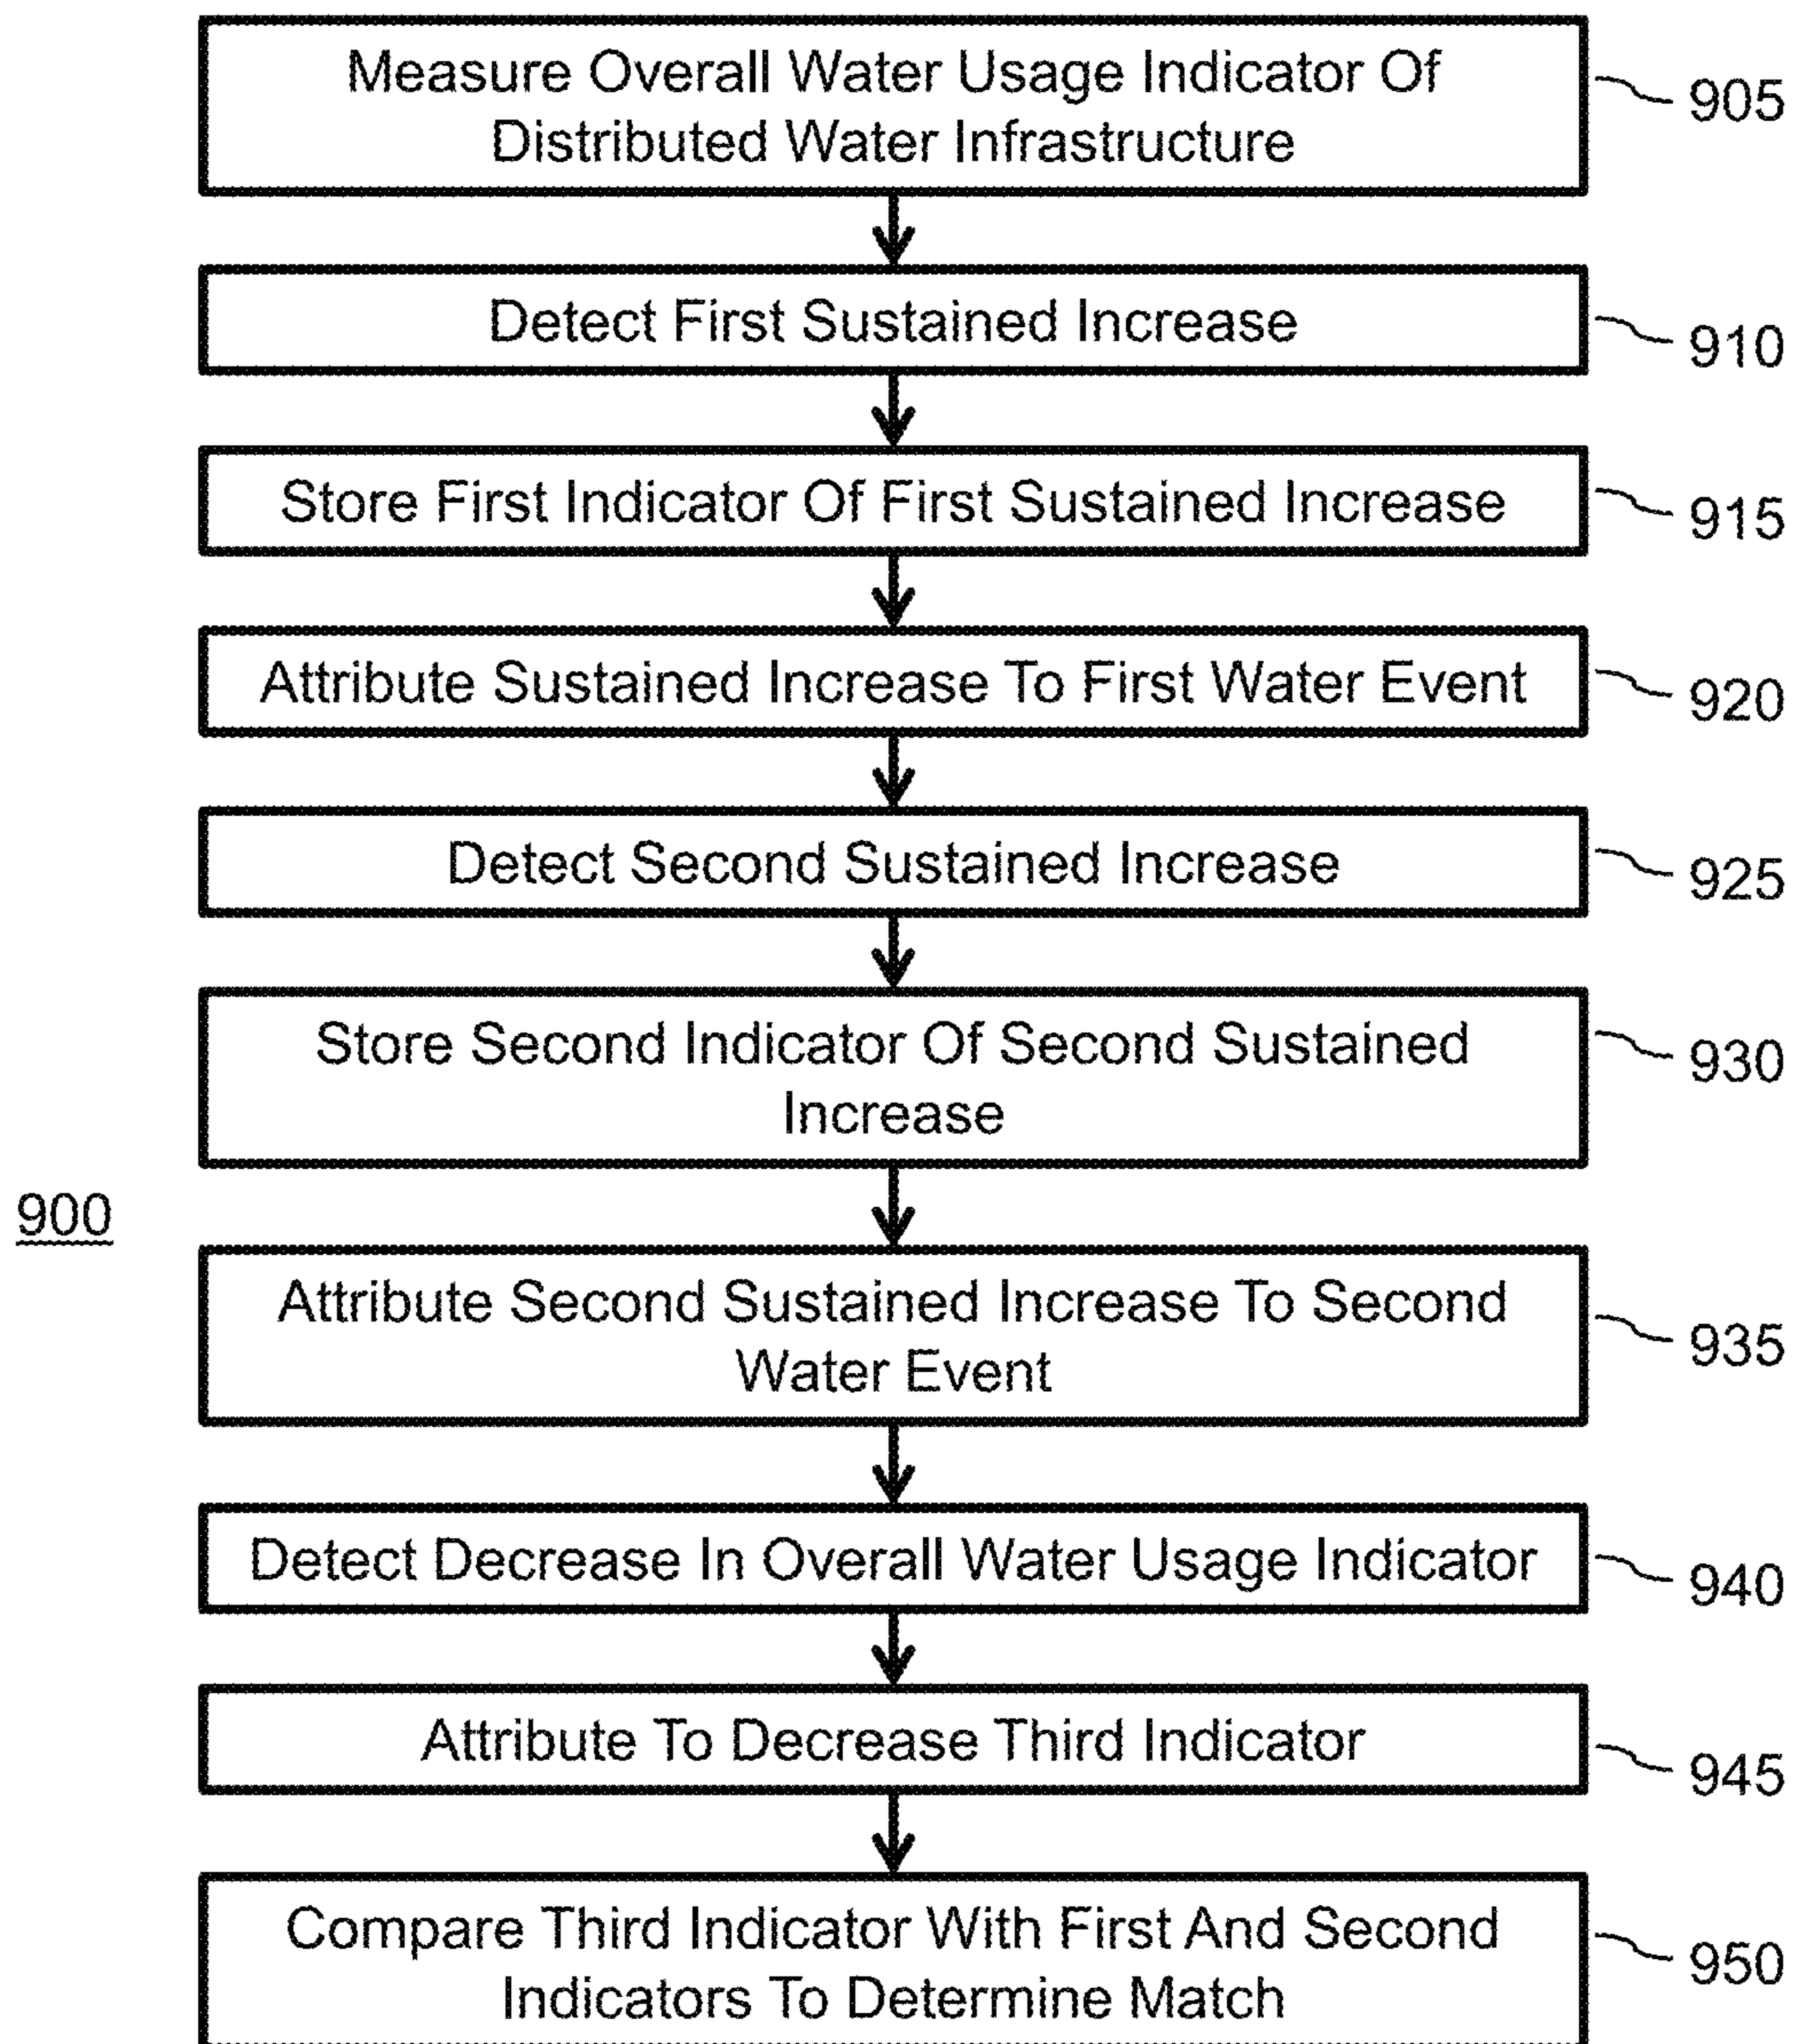 Measure Overall Water Usage Indicator Of
Distributed Water Infrastructure
905
Detect First Sustained Increase
910
Store First Indicator Of First Sustained Increase
915
Attribute Sustained Increase To First Water Event
920
Detect Second Sustained Increase
925
Store Second Indicator Of Second Sustained
Increase
930
900
Attribute Second Sustained Increase To Second
Water Event
935
Detect Decrease In Overall Water Usage Indicator
940
Attribute To Decrease Third Indicator
945
Compare Third Indicator With First And Second
Indicators To Determine Match
950